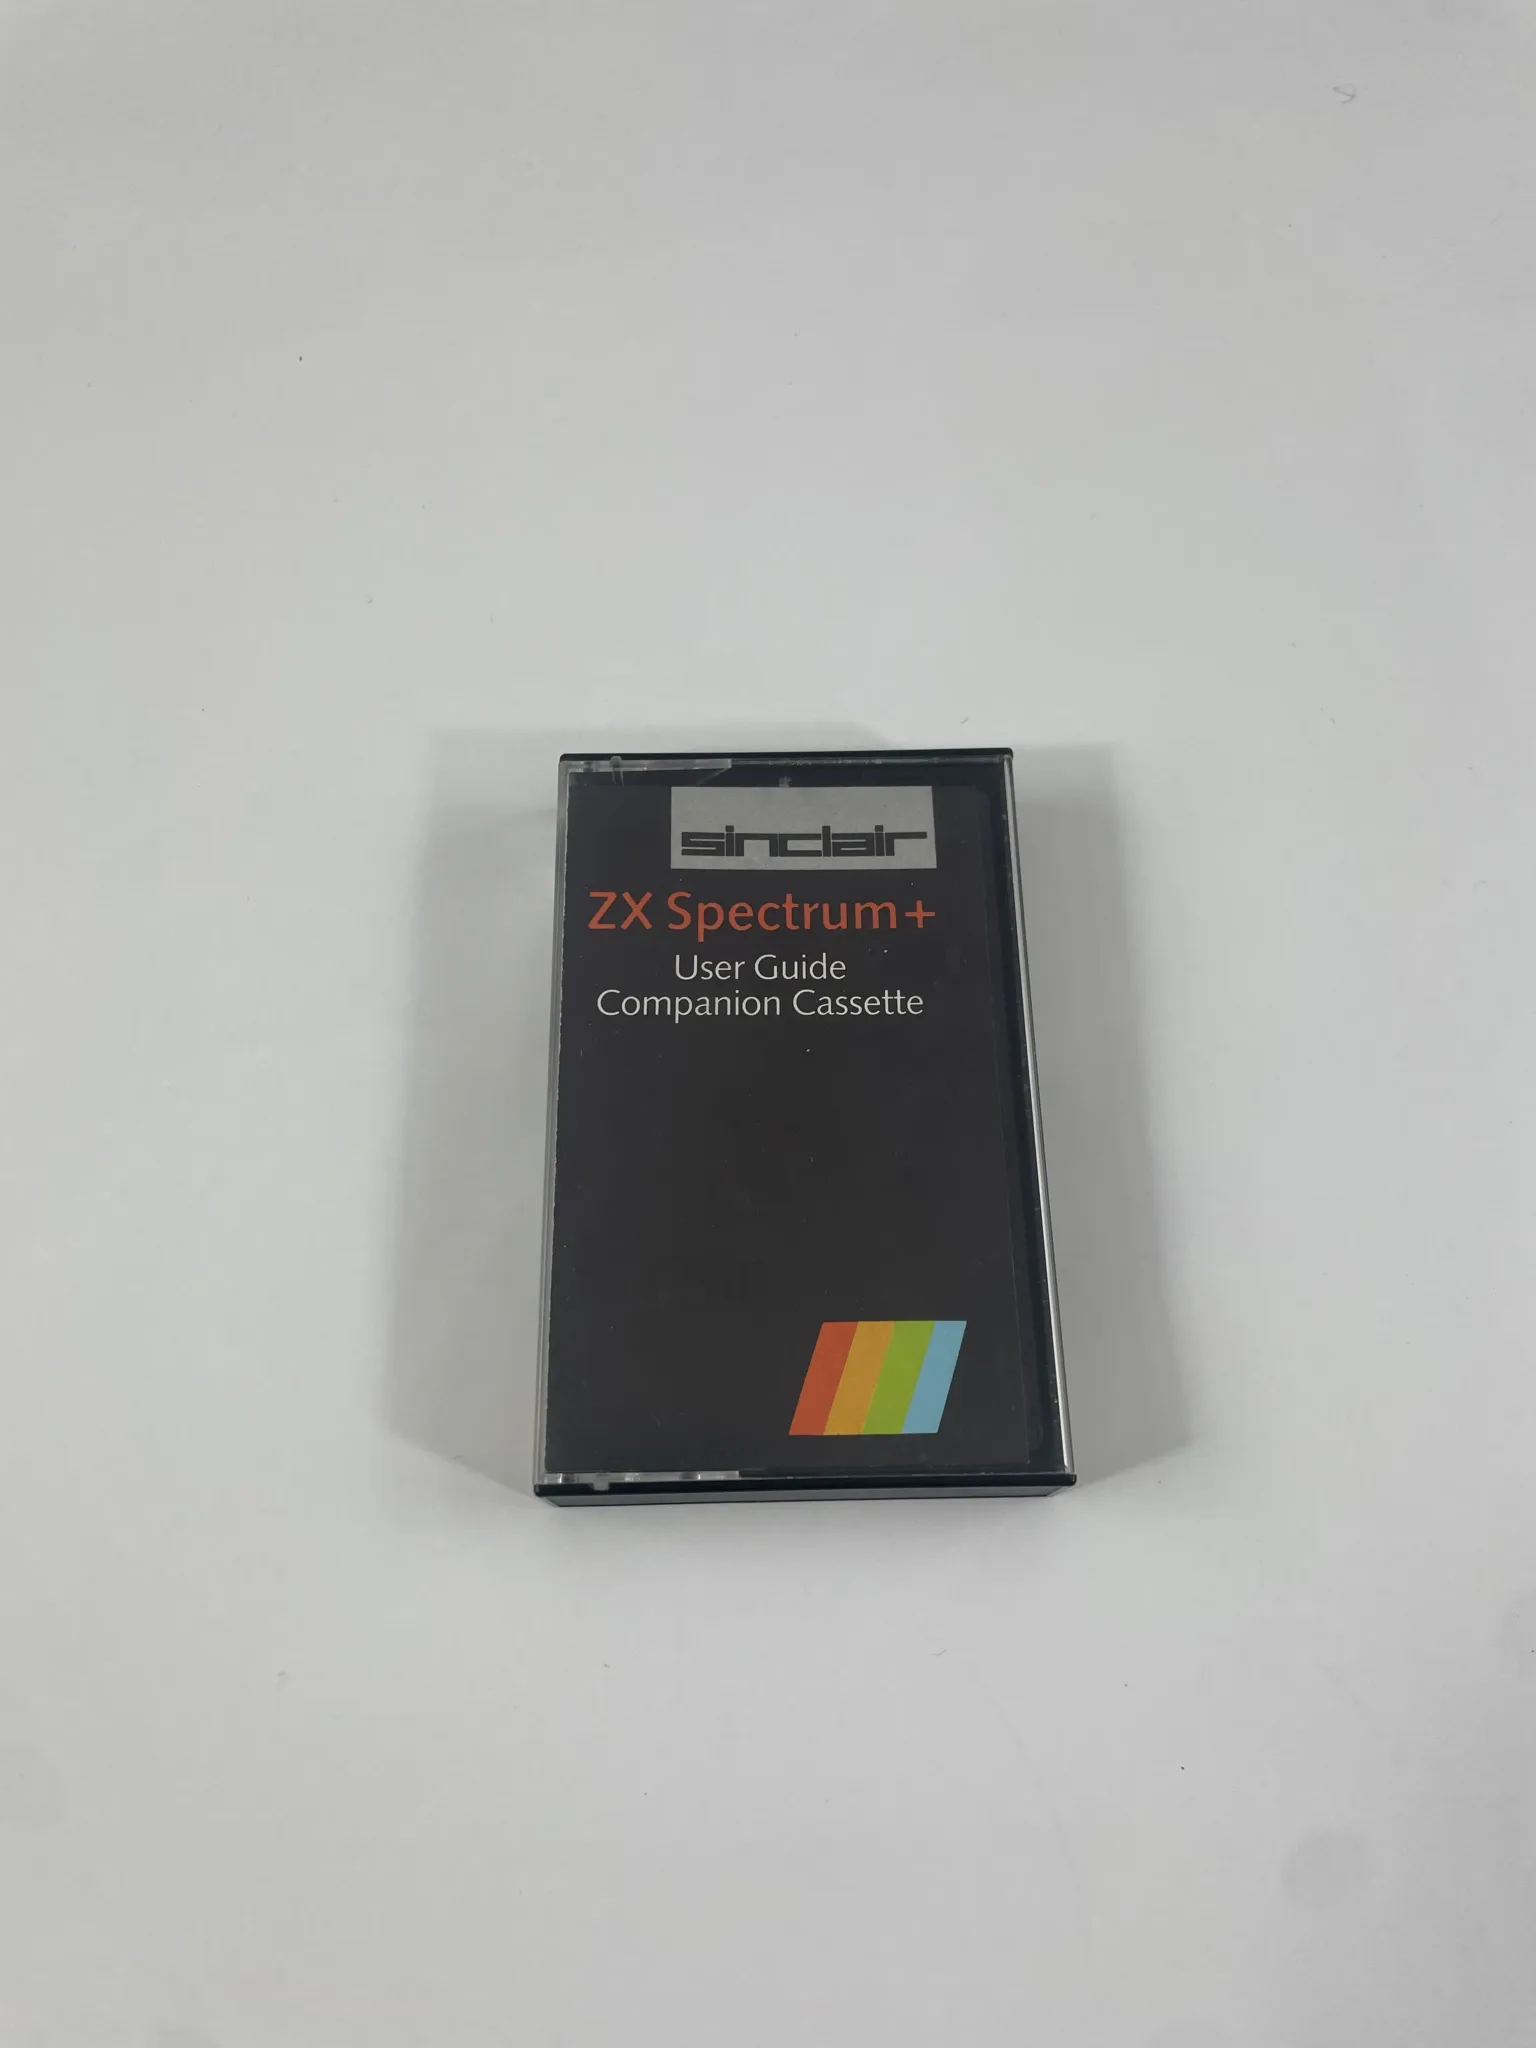 sinclair
ZX Spectrum+
User Guide
Companion Cassette